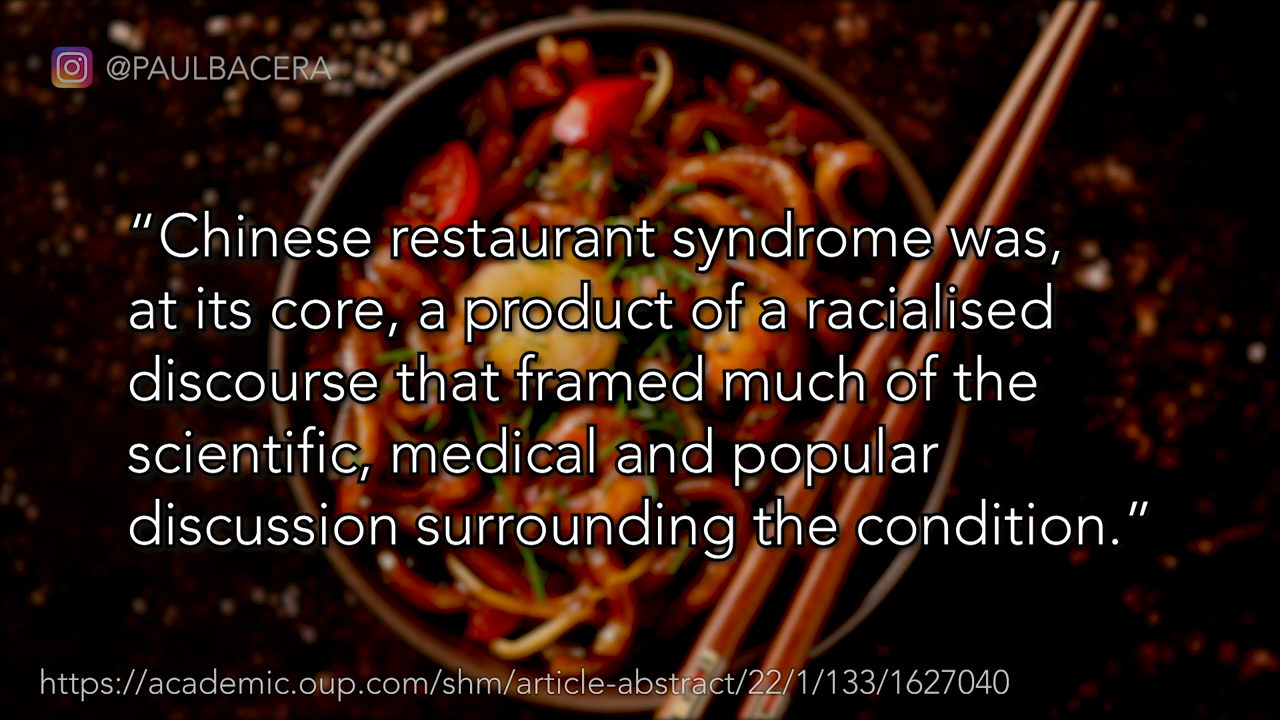 @PAULBACERA
“Chinese restaurant syndrome was,
at its core, a product of a racialised
discourse that framed much of the
scientific, medical and popular
discussion surrounding the condition.”
https://academic.oup.com/shm/article-abstract/22/1/133/1627040